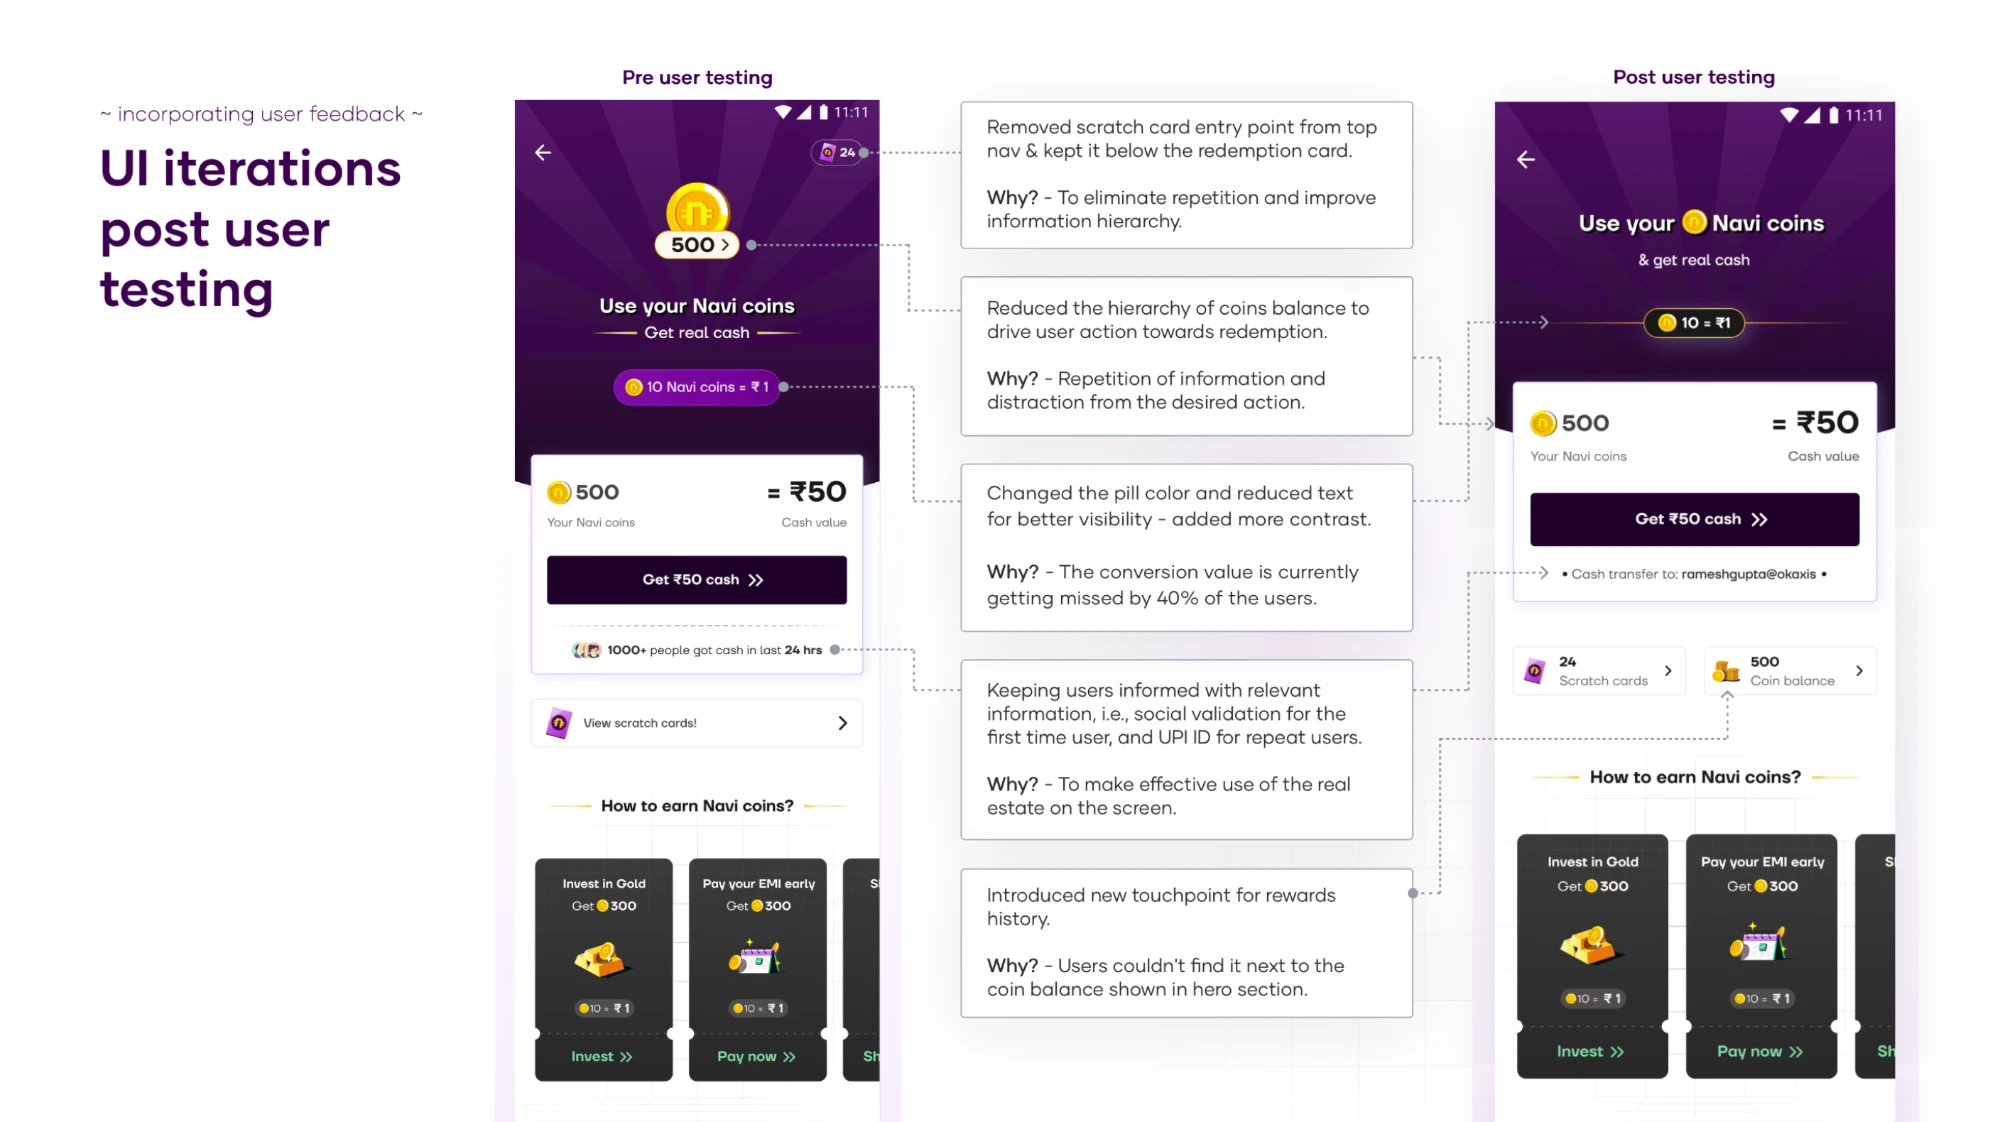 ~ incorporating user feedback ~
UI iterations
post user
testing
Pre user testing
11:11
24
500
Use your Navi coins
Get real cash
10 Navi coins = ₹ 1
500
= ₹50
Your Navi coins
Cash value
Get ₹50 cash
1000+ people got cash in last 24 hrs
View scratch cards!
How to earn Navi coins?
Invest in Gold
Get 300
10 = ₹ 1
Invest
Pay your EMI early
Get 300
10 = ₹ 1
Pay now
Sh
Removed scratch card entry point from top
nav & kept it below the redemption card.
Why? - To eliminate repetition and improve
information hierarchy.
Reduced the hierarchy of coins balance to
drive user action towards redemption.
Why? - Repetition of information and
distraction from the desired action.
Changed the pill color and reduced text
for better visibility - added more contrast.
Why? - The conversion value is currently
getting missed by 40% of the users.
Keeping users informed with relevant
information, i.e., social validation for the
first time user, and UPI ID for repeat users.
Why? - To make effective use of the real
estate on the screen.
Introduced new touchpoint for rewards
history.
Why? - Users couldn't find it next to the
coin balance shown in hero section.
Post user testing
11:11
Use your Navi coins
& get real cash
10 = ₹1
500
= ₹50
Your Navi coins
Cash value
Get ₹50 cash
• Cash transfer to: rameshgupta@okaxis •
24
Scratch cards
500
Coin balance
How to earn Navi coins?
Invest in Gold
Get 300
10 = ₹ 1
Invest
Pay your EMI early
Get 300
10 = ₹ 1
Pay now
Sh